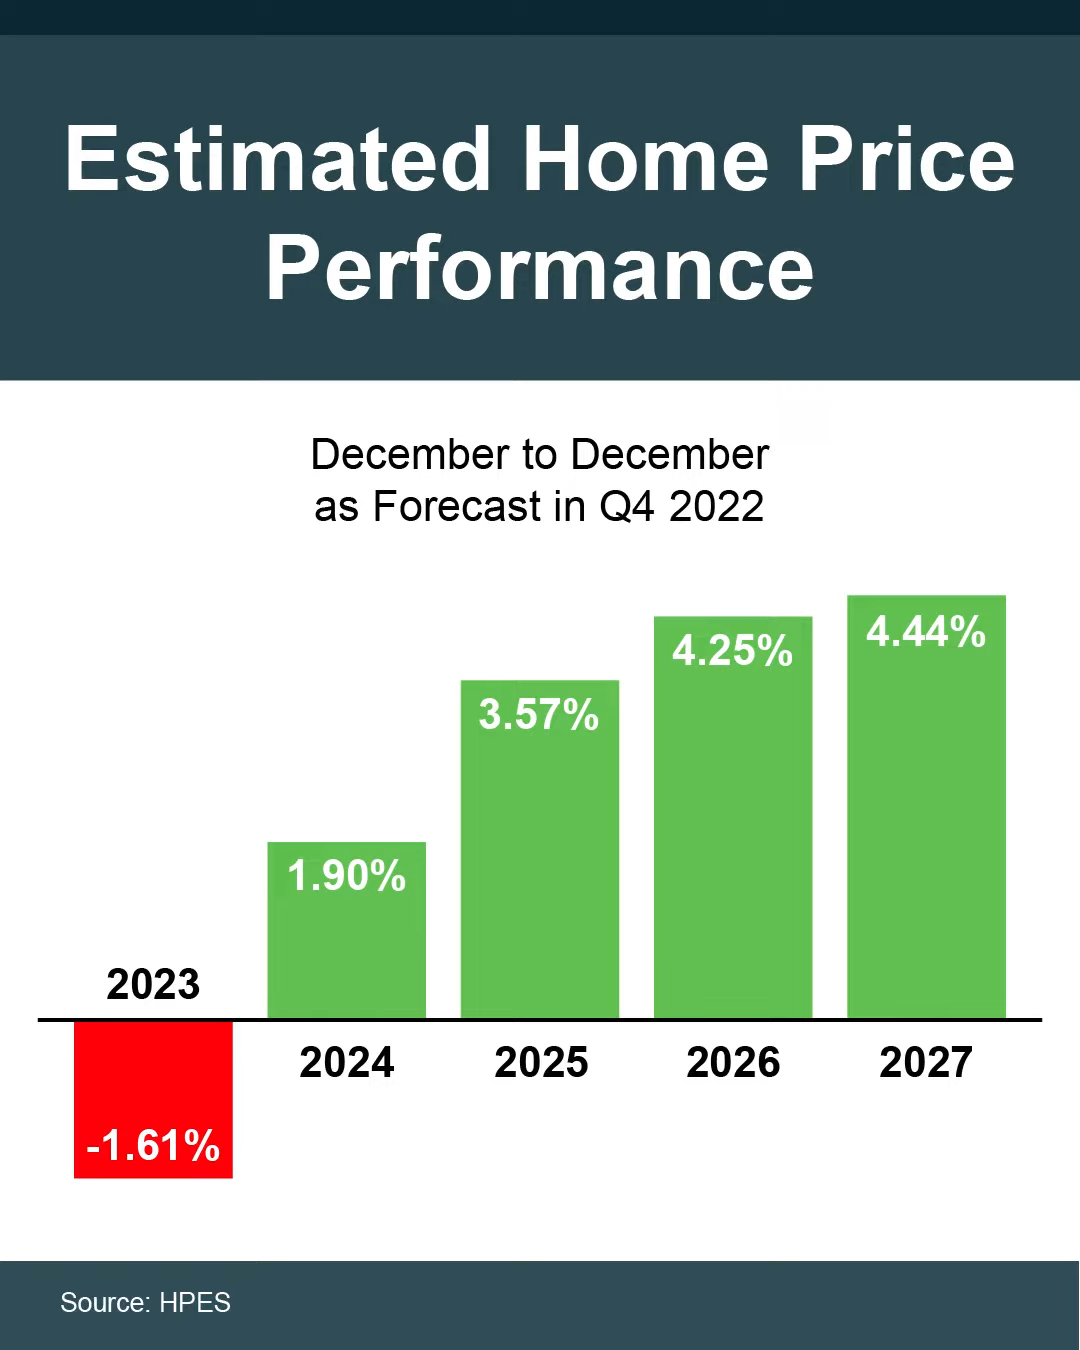 Estimated Home Price
Performance
December to December
as Forecast in Q4 2022
4.44%
4.25%
3.57%
1.90%
2023
2024
2025
2026
2027
-1.61%
Source: HPES